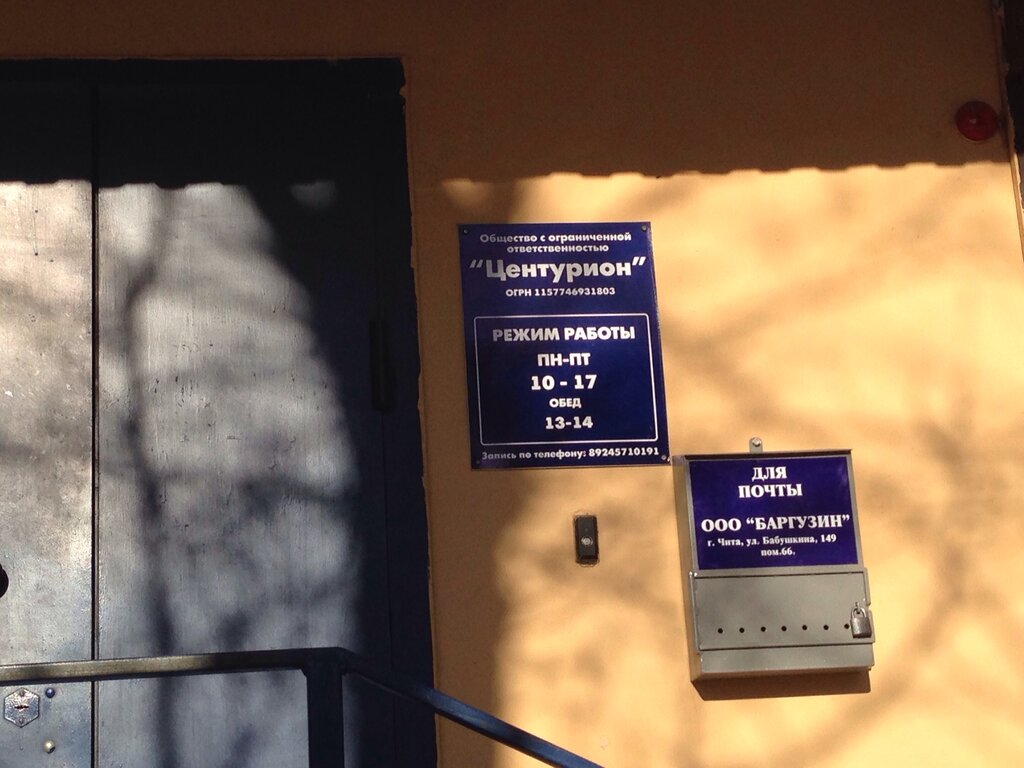 Общество с ограниченной
ответственностью
"Центурион"
ОГРН 1157746931803
РЕЖИМ РАБОТЫ
ПН-ПТ
10 - 17
ОБЕД
13-14
Запись по телефону: 89245710191
ДЛЯ
ПОЧТЫ
ООО "БАРГУЗИН"
г. Чита, ул. Бабушкина, 149
пом.66.